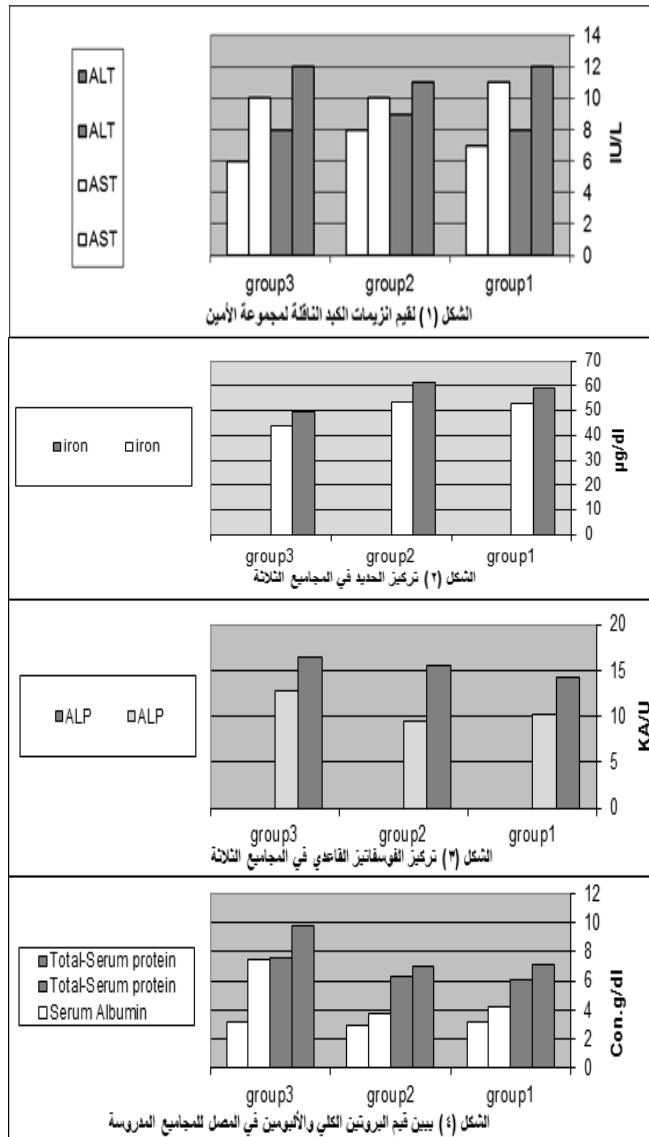 ALT
ALT
AST
AST
14
12
10
8
6
4
2
0
IU/L
group3 group2 group1
الشكل (١) لقيم انزيمات الكبد الناقلة لمجموعة الأمين
iron iron
70
60
50
40
30
20
10
0
µg/dl
group3 group2 group1
الشكل (٢) تركيز الحديد في المجاميع الثلاثة
ALP ALP
20
15
10
5
0
KA/U
group3 group2 group1
الشكل (٣) تركيز الفوسفاتيز القاعدي في المجاميع الثلاثة
Total-Serum protein
Total-Serum protein
Serum Albumin
12
10
8
6
4
2
0
Con.g/dl
group3 group2 group1
الشكل (٤) يبين قيم البروتين الكلي والألبومين في المصل للمجاميع المدروسة